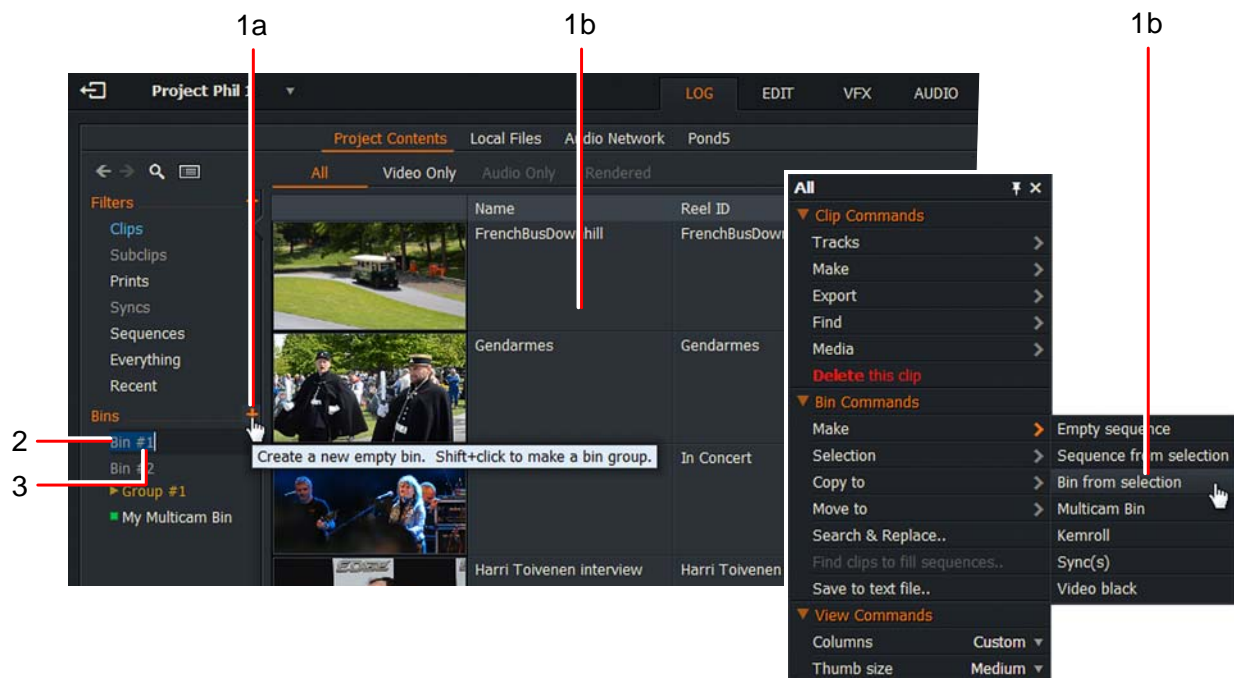 1a
1b
1b
Project Phil 1
LOG
EDIT
VFX
AUDIO
Project Contents
Local Files
Audio Network
Pond5
All
Video Only
Audio Only
Rendered
Filters
Clips
Subclips
Prints
Syncs
Sequences
Everything
Recent
Bins
2
Bin #1
3
Bin #2
Group #1
My Multicam Bin
Name
Reel ID
FrenchBusDownhill
FrenchBusDow
Gendarmes
Gendarmes
Create a new empty bin. Shift+click to make a bin group.
In Concert
Harri Toivenen interview
Harri Toivenen
All
Clip Commands
Tracks
Make
Export
Find
Media
Delete this clip
Bin Commands
Make
Selection
Copy to
Move to
Search & Replace..
Find clips to fill sequences..
Save to text file..
View Commands
Columns Custom
Thumb size Medium
Empty sequence
Sequence from selection
Bin from selection
Multicam Bin
Kemroll
Sync(s)
Video black